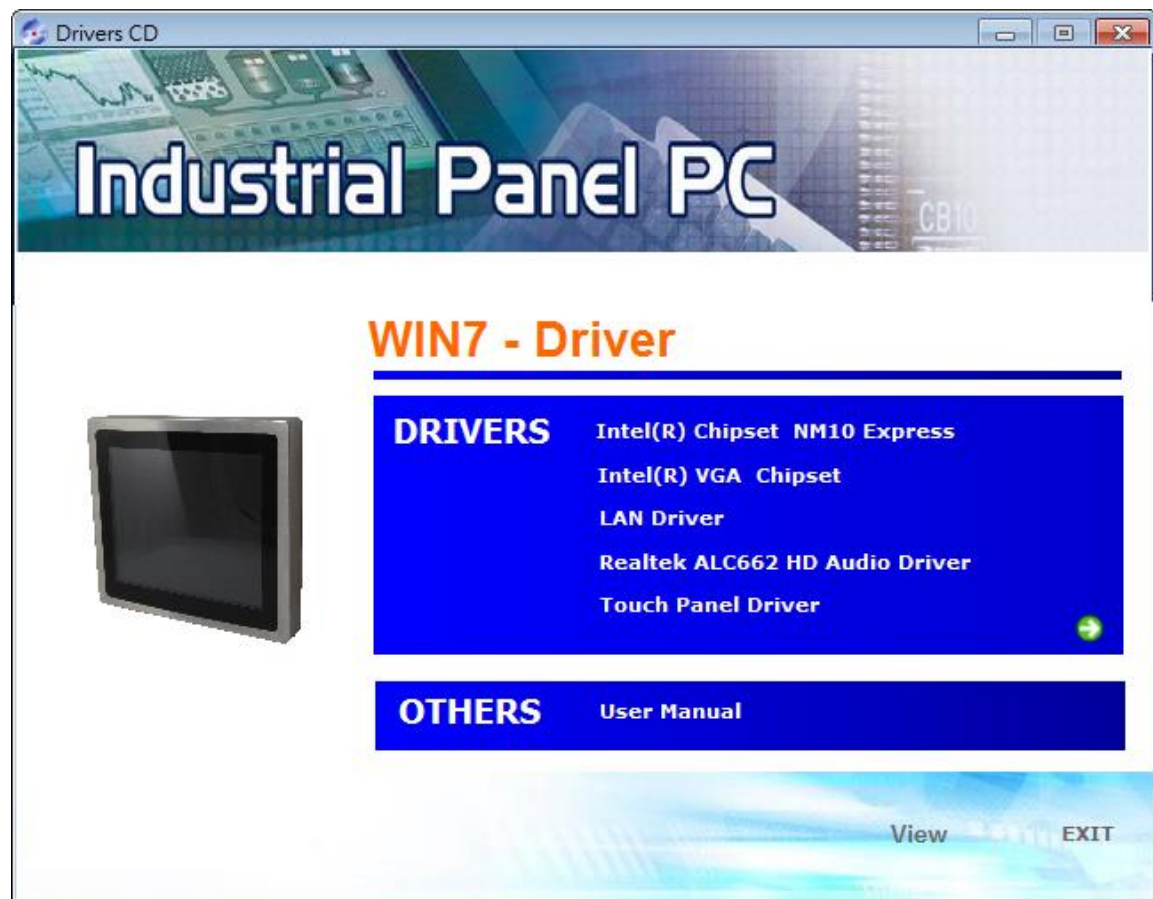 Drivers CD
Industrial Panel PC
CB10
WIN7 - Driver
DRIVERS
Intel(R) Chipset NM10 Express
Intel(R) VGA Chipset
LAN Driver
Realtek ALC662 HD Audio Driver
Touch Panel Driver
OTHERS
User Manual
View
EXIT